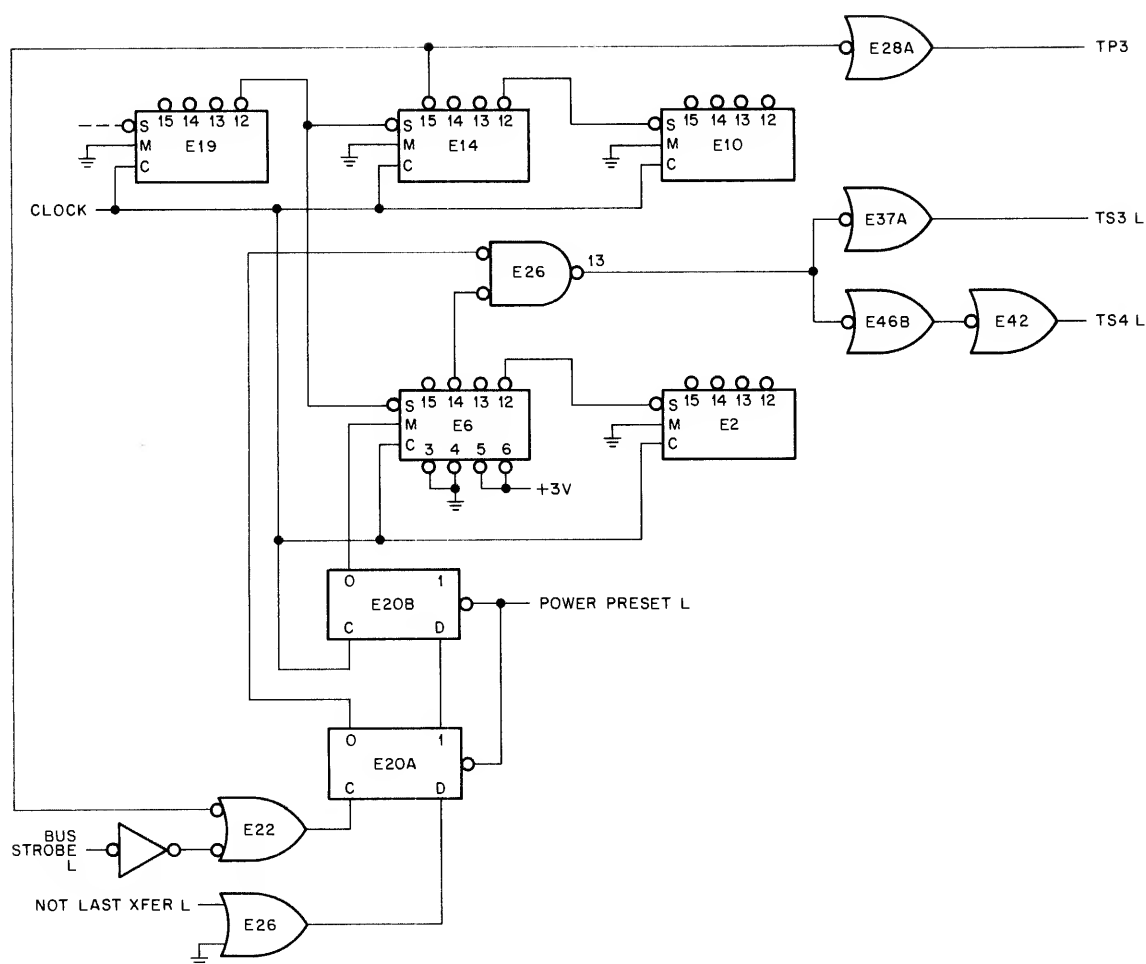 E28A
TP3
15 14 13 12
S
M
C
E19
15 14 13 12
S
M
C
E14
15 14 13 12
S
M
C
E10
CLOCK
E37A
TS3 L
E26
13
E46B
E42
TS4 L
15 14 13 12
S
M
C
E6
3 4 5 6
15 14 13 12
S
M
C
E2
+3V
0 1
E20B
C D
POWER PRESET L
0 1
E20A
C D
E22
BUS
STROBE
L
NOT LAST XFER L
E26